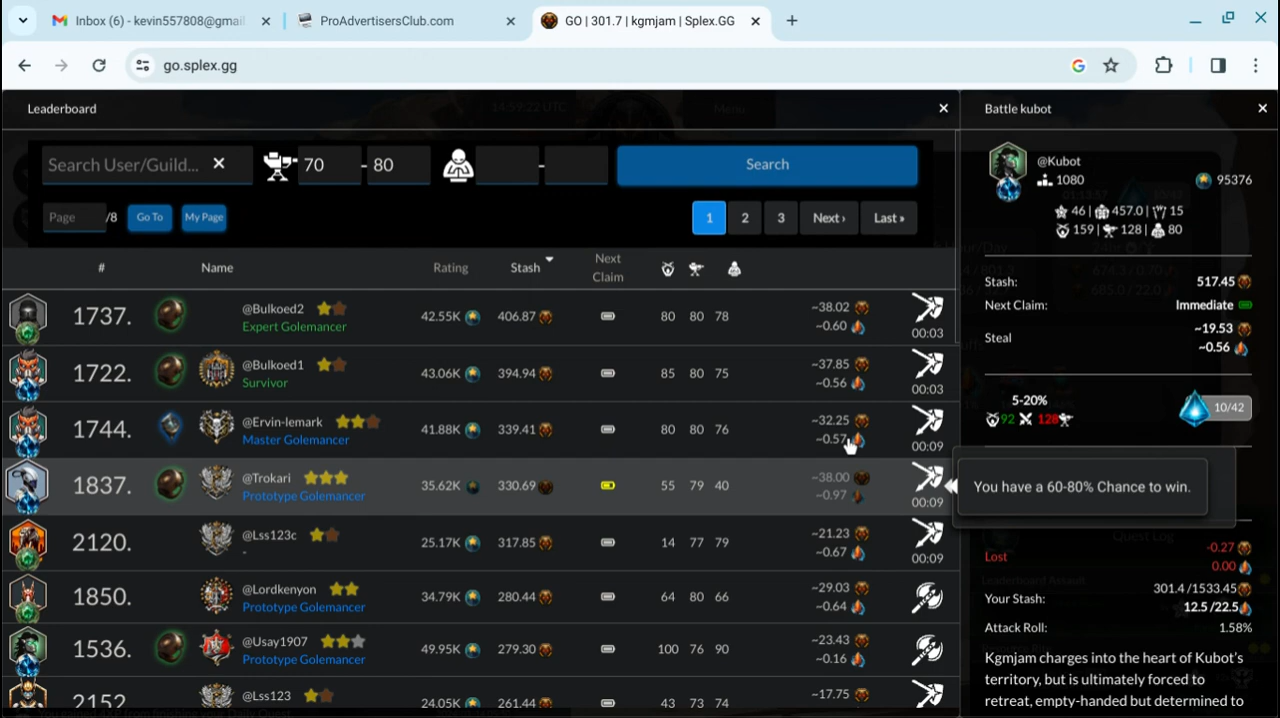 Inbox (6) - kevin557808@gmail
ProAdvertisersClub.com
GO | 301.7 | kgmjam | Splex.GG
go.splex.gg
Leaderboard
Battle kubot
Search User/Guild...
70 - 80
-
Search
Page /8 Go To My Page
1 2 3 Next › Last »
# Name Rating Stash Next Claim
1737. @Bulkoed2 42.55K 406.87 80 80 78 ~38.02
Expert Golemancer ~0.60 00:03
1722. @Bulkoed1 43.06K 394.94 85 80 75 ~37.85
Survivor ~0.56 00:03
1744. @Ervin-lemark 41.88K 339.41 80 80 76 ~32.25
Master Golemancer ~0.57 00:09
1837. @Trokari 35.62K 330.69 55 79 40 ~38.00
Prototype Golemancer ~0.97 00:09
2120. @Lss123c 25.17K 317.85 14 77 79 ~21.23
- ~0.67 00:09
1850. @Lordkenyon 34.79K 280.44 64 80 66 ~29.03
Prototype Golemancer ~0.64
1536. @Usay1907 49.95K 279.30 100 76 90 ~23.43
Prototype Golemancer ~0.16
2152. @Lss123 24.05K 261.44 43 73 74 ~17.75
@Kubot
1080 95376
46 | 457.0 | 15
159 | 128 | 80
Stash: 517.45
Next Claim: Immediate
Steal ~19.53
~0.56
5-20%
92 128
10/42
You have a 60-80% Chance to win.
Quest Log
Lost -0.27
0.00
Your Stash: 301.4 /1533.45
12.5 /22.5
Attack Roll: 1.58%
Kgmjam charges into the heart of Kubot's
territory, but is ultimately forced to
retreat, empty-handed but determined to